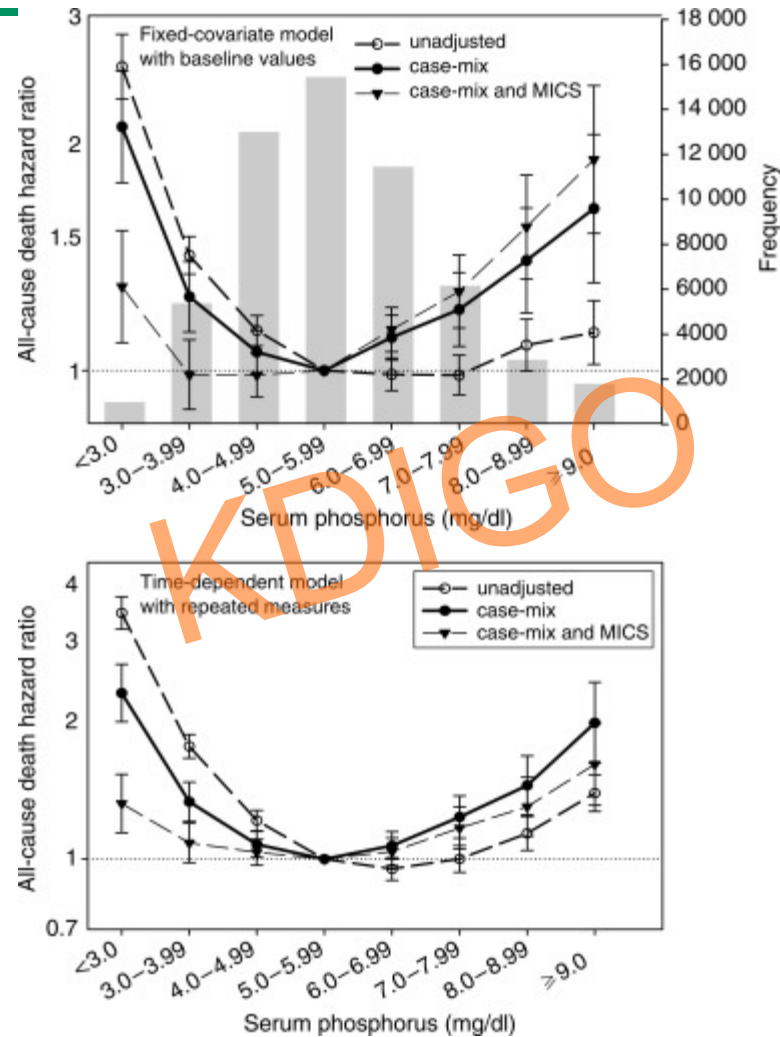 3
2
1.5
1
All-cause death hazard ratio
Fixed-covariate model
with baseline values
unadjusted
case-mix
case-mix and MICS
18 000
16 000
14 000
12 000
10 000
8000
6000
4000
2000
0
Frequency
<3.0
3.0–3.99
4.0–4.99
5.0–5.99
6.0–6.99
7.0–7.99
8.0–8.99
⩾9.0
Serum phosphorus (mg/dl)
KDIGO
4
3
2
1
0.7
All-cause death hazard ratio
Time-dependent model
with repeated measures
unadjusted
case-mix
case-mix and MICS
<3.0
3.0–3.99
4.0–4.99
5.0–5.99
6.0–6.99
7.0–7.99
8.0–8.99
⩾9.0
Serum phosphorus (mg/dl)